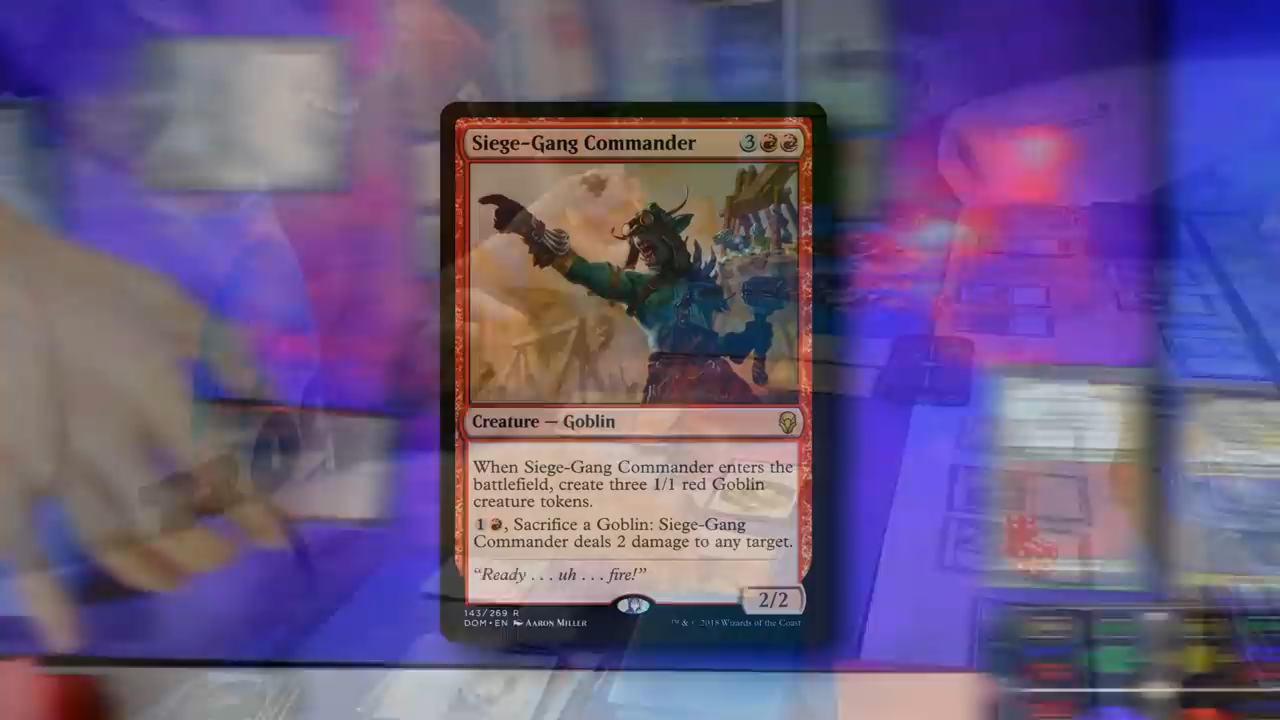 Siege-Gang Commander 3
Creature — Goblin
When Siege-Gang Commander enters the
battlefield, create three 1/1 red Goblin
creature tokens.
1 , Sacrifice a Goblin: Siege-Gang
Commander deals 2 damage to any target.
“Ready . . . uh . . . fire!”
2/2
143/269 R
DOM • EN AARON MILLER
™ & © 2018 Wizards of the Coast